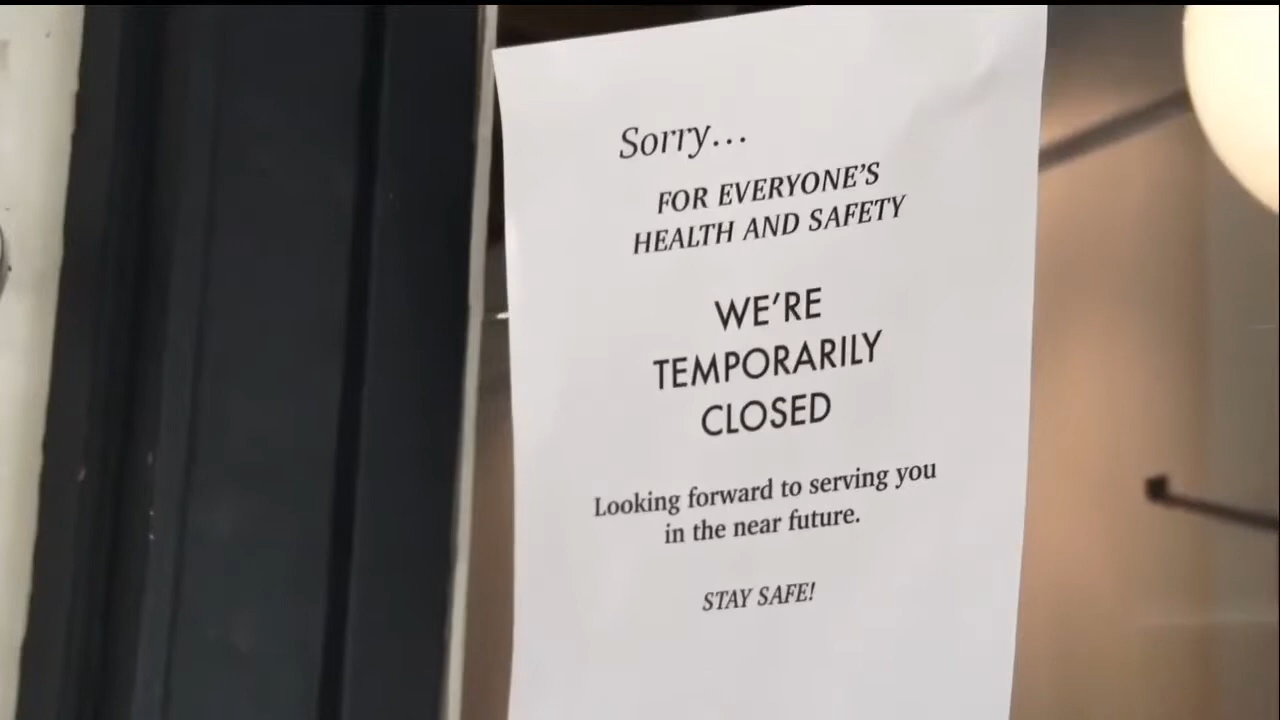 Sorry...
FOR EVERYONE'S
HEALTH AND SAFETY
WE'RE
TEMPORARILY
CLOSED
Looking forward to serving you
in the near future.
STAY SAFE!